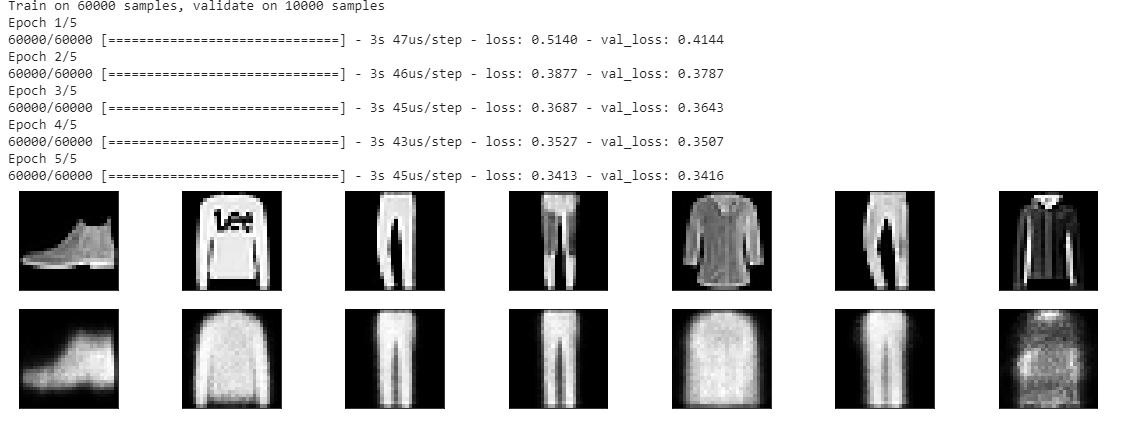 Train on 60000 samples, validate on 10000 samples
Epoch 1/5
60000/60000 [==============================] - 3s 47us/step - loss: 0.5140 - val_loss: 0.4144
Epoch 2/5
60000/60000 [==============================] - 3s 46us/step - loss: 0.3877 - val_loss: 0.3787
Epoch 3/5
60000/60000 [==============================] - 3s 45us/step - loss: 0.3687 - val_loss: 0.3643
Epoch 4/5
60000/60000 [==============================] - 3s 43us/step - loss: 0.3527 - val_loss: 0.3507
Epoch 5/5
60000/60000 [==============================] - 3s 45us/step - loss: 0.3413 - val_loss: 0.3416
Lee